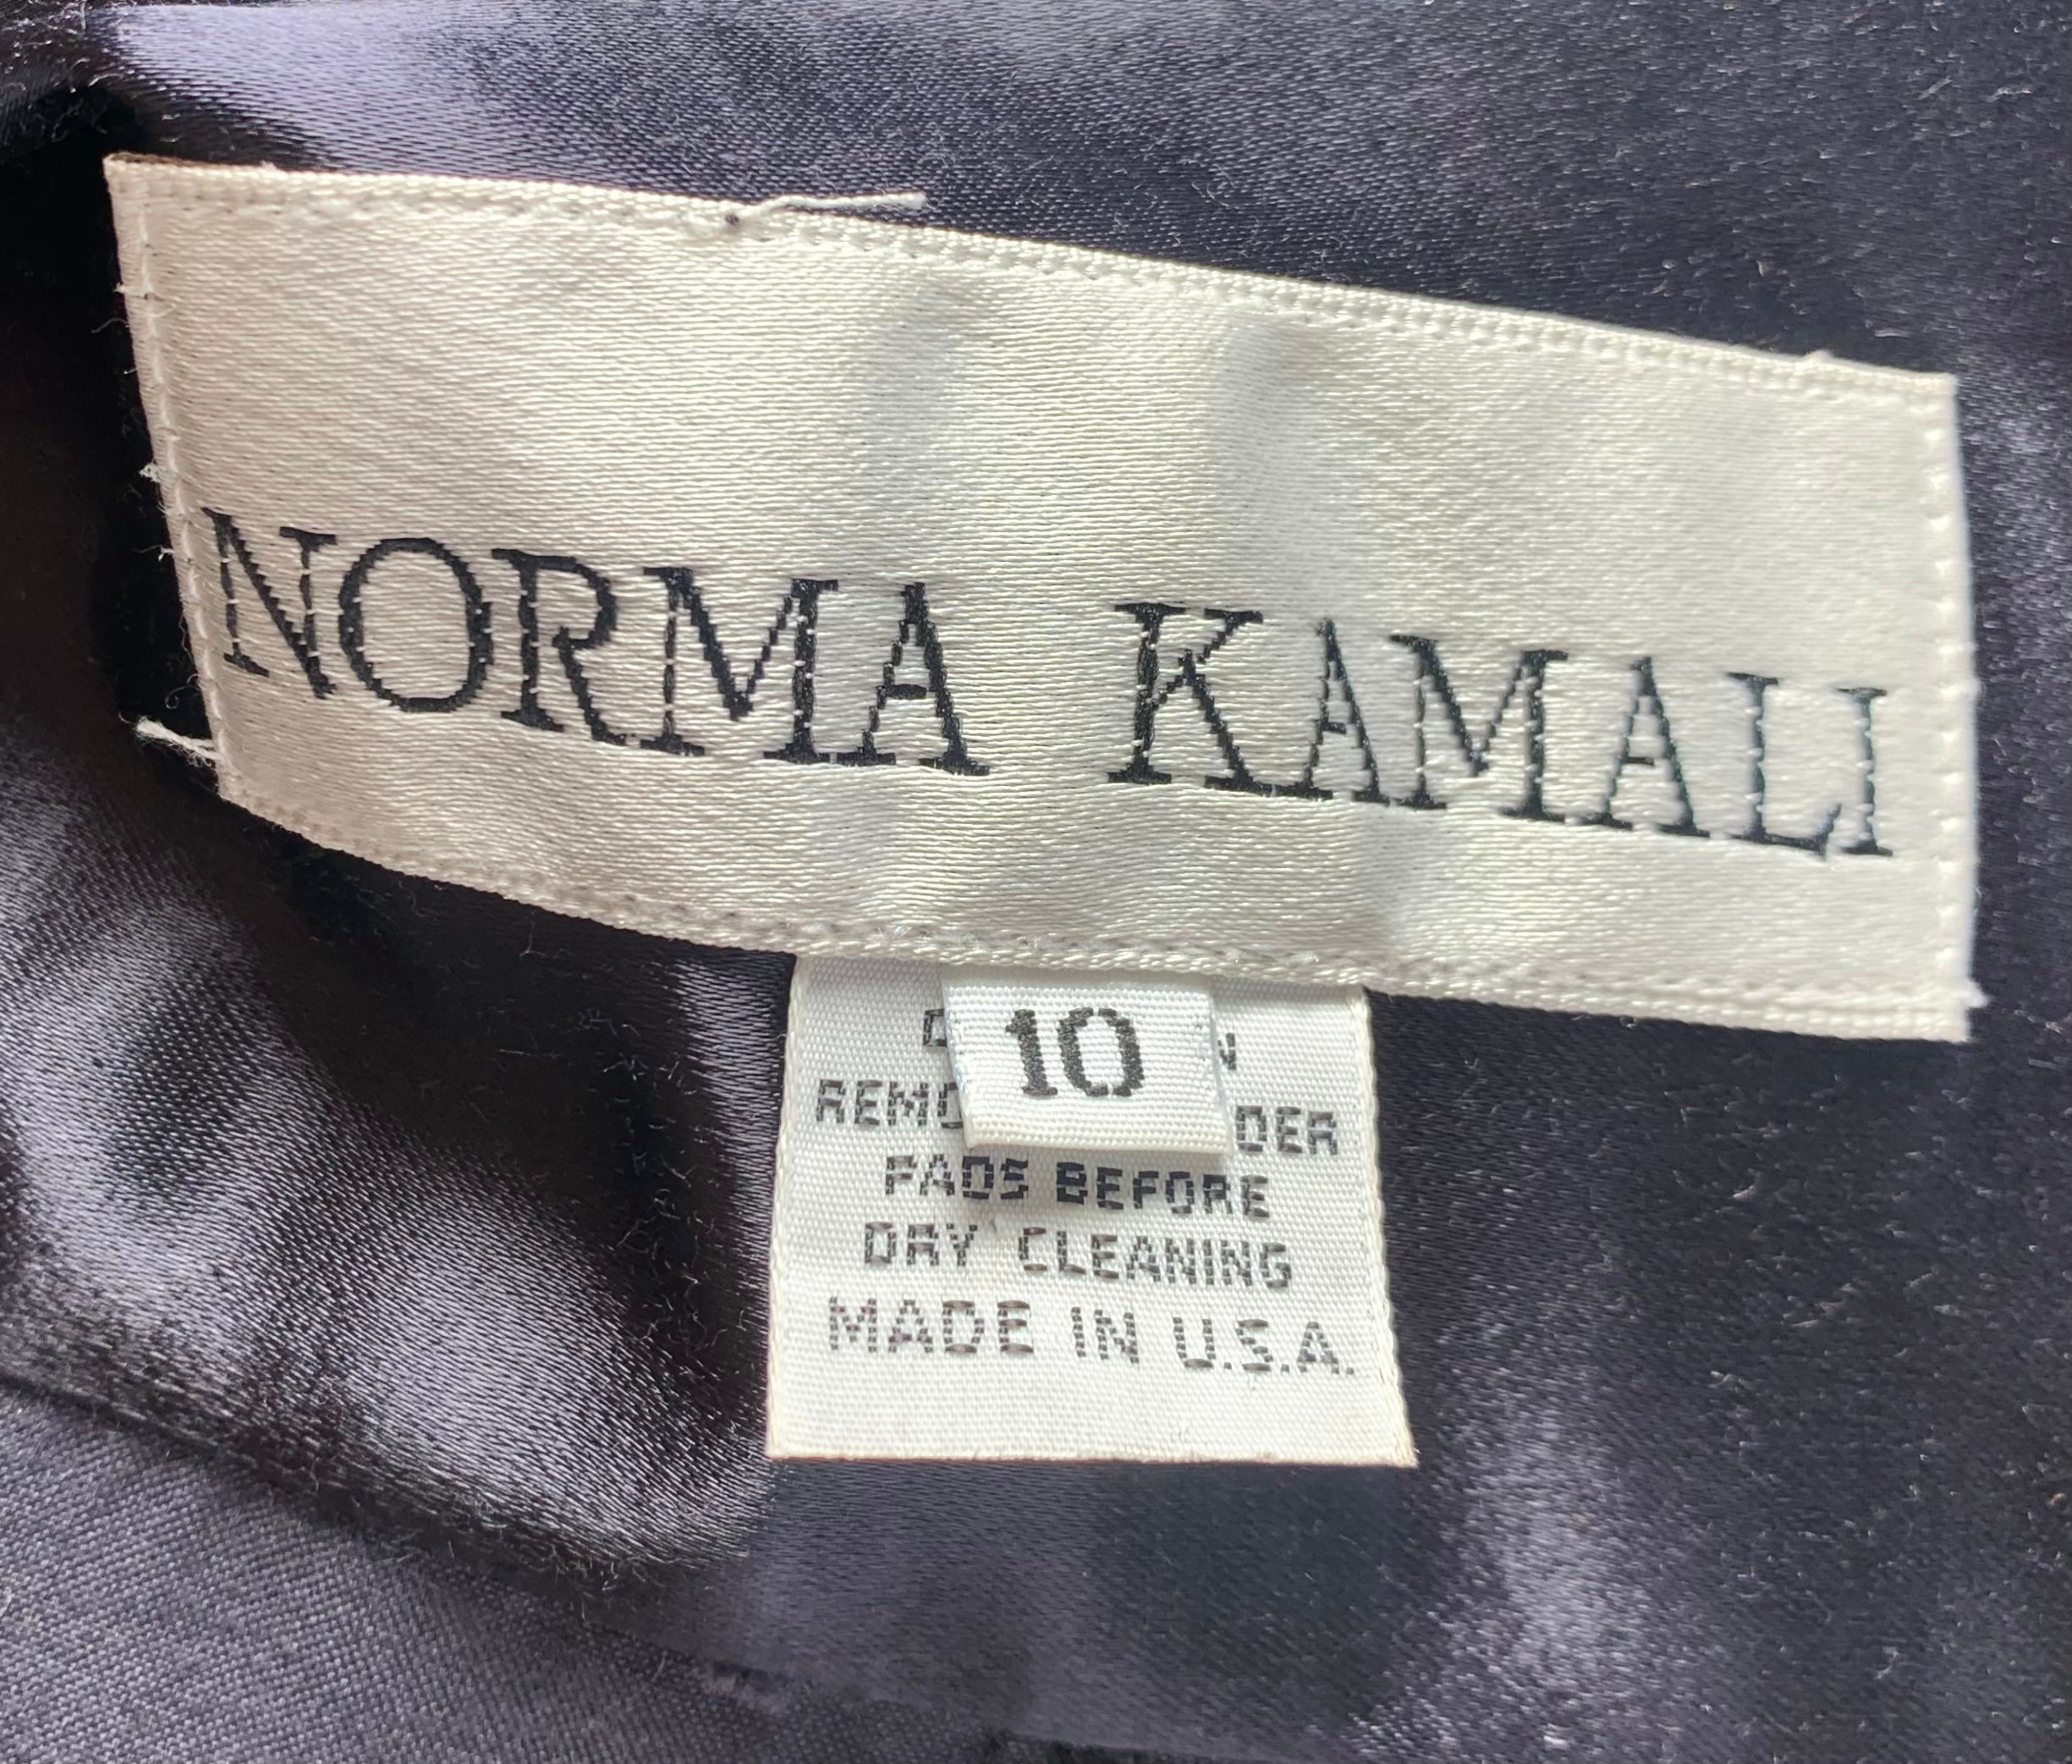 NORMA KAMALI
10
PADS BEFORE
DRY CLEANING
MADE IN U.S.A.